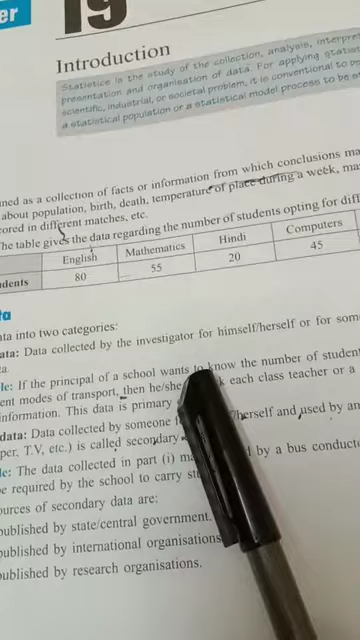 er 19
Introduction
Statistics is the study of the collection, analysis, interpre
presentation and organisation of data. For applying statis
scientific, industrial, or societal problem, it is conventional to be
a statistical population or a statistical model process to be st
ned as a collection of facts or information from which conclusions ma
about population, birth, death, temperature of place during a week, ma
cored in different matches, etc.
The table gives the data regarding the number of students opting for diff
English Mathematics Hindi Computers
dents 80 55 20 45
ta
ata into two categories:
ata: Data collected by the investigator for himself/herself or for som
a.
le: If the principal of a school wants to know the number of student
ent modes of transport, then he/she each class teacher or a
information. This data is primary
data: Data collected by someone /herself and used by an
per, T.V, etc.) is called secondary
le: The data collected in part (i) ma by a bus conducto
be required by the school to carry st
ources of secondary data are:
published by state/central government.
published by international organisations
published by research organisations.